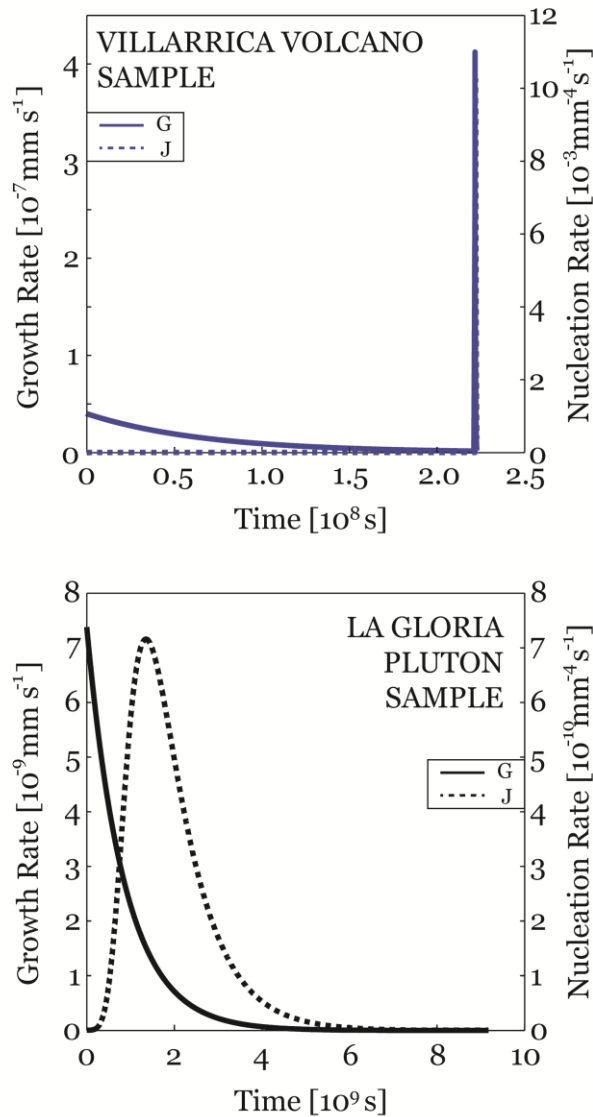 VILLARRICA VOLCANO
SAMPLE
G
J
Growth Rate [10⁻⁷mm s⁻¹]
4
3
2
1
0
Nucleation Rate [10⁻³mm⁻⁴s⁻¹]
12
10
8
6
4
2
0
0 0.5 1.0 1.5 2.0 2.5
Time [10⁸ s]
LA GLORIA
PLUTON
SAMPLE
G
J
Growth Rate [10⁻⁹mm s⁻¹]
8
7
6
5
4
3
2
1
0
Nucleation Rate [10⁻¹⁰mm⁻⁴s⁻¹]
8
7
6
5
4
3
2
1
0
0 2 4 6 8 10
Time [10⁹ s]